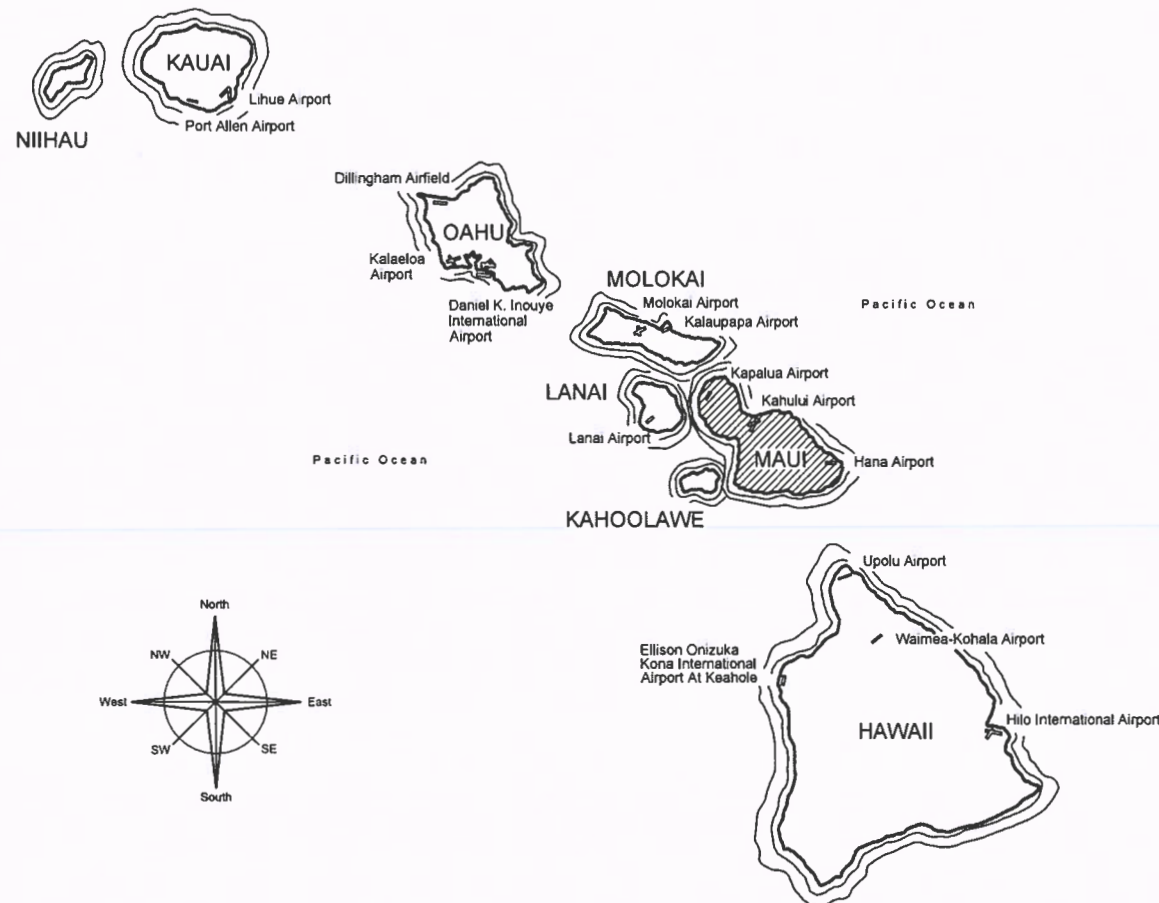 KAUAI
Lihue Airport
Port Allen Airport
NIIHAU
Dillingham Airfield
OAHU
Kalaeloa
Airport
Daniel K. Inouye
International
Airport
MOLOKAI
Molokai Airport
Kalaupapa Airport
Pacific Ocean
Kapalua Airport
LANAI
Kahului Airport
Lanai Airport
MAUI
Hana Airport
Pacific Ocean
KAHOOLAWE
Upolu Airport
Waimea-Kohala Airport
Ellison Onizuka
Kona International
Airport At Keahole
Hilo International Airport
HAWAII
North
NW
NE
West
East
SW
SE
South